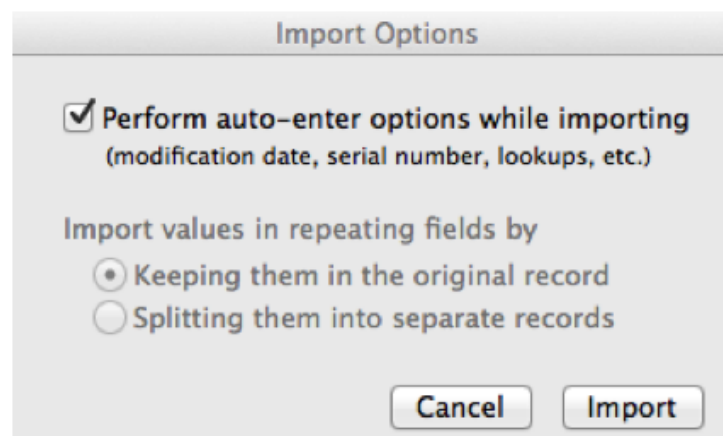 Import Options
Perform auto-enter options while importing
(modification date, serial number, lookups, etc.)
Import values in repeating fields by
Keeping them in the original record
Splitting them into separate records
Cancel Import